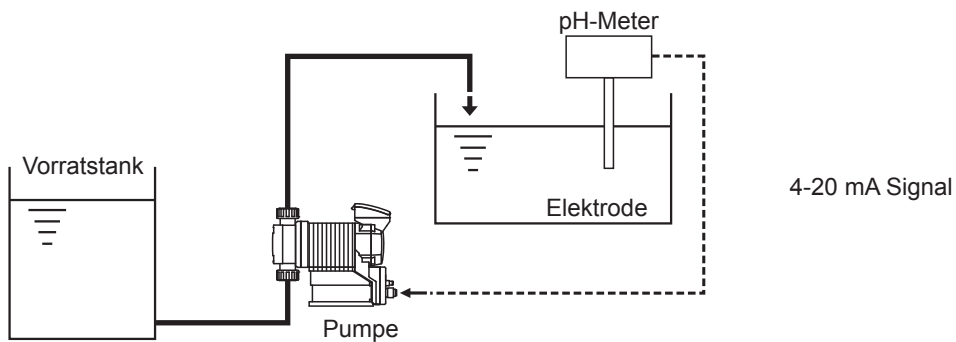 pH-Meter
Vorratstank
4-20 mA Signal
Elektrode
Pumpe